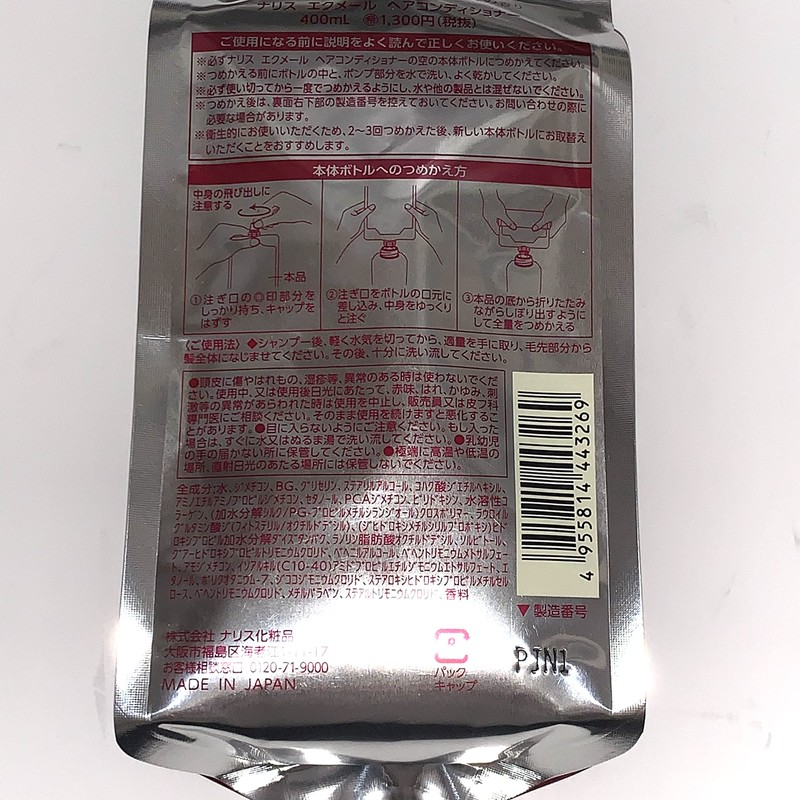 ナリス エクメール ヘアコンディショナー
400mL 1,300円(税抜)
ご使用になる前に説明をよく読んで正しくお使いください。
※必ずナリス エクメール ヘアコンディショナーの空の本体ボトルにつめかえてください。
※つめかえる前にボトルの中と、ポンプ部分を水で洗い、よく乾かしてください。
※必ず使い切ってから一度でつめかえるようにし、水や他の製品とは混ぜないでください。
※つめかえ後は、裏面右下部の製造番号を控えておいてください。お問い合わせの際に
必要な場合があります。
※衛生的にお使いいただくため、2〜3回つめかえた後、新しい本体ボトルにお取替え
いただくことをおすすめします。
本体ボトルへのつめかえ方
中身の飛び出しに
注意する
本品
①注ぎ口の◎印部分を
しっかり持ち、キャップを
はずす
②注ぎ口をボトルの口元に
差し込み、中身をゆっくり
と注ぐ
③本品の底から折りたたみ
ながらしぼり出すように
して全量をつめかえる
〈ご使用法〉◆シャンプー後、軽く水気を切ってから、適量を手に取り、毛先部分から
髪全体になじませてください。その後、十分に洗い流してください。
●頭皮に傷やはれもの、湿疹等、異常のある時は使わないでくだ
さい。使用中、又は使用後日光にあたって、赤味、はれ、かゆみ、刺
激等の異常があらわれた時は使用を中止し、販売員又は皮フ科
専門医にご相談ください。そのまま使用を続けますと悪化するこ
とがあります。●目に入らないようにご注意ください。もし入った
場合は、すぐに水又はぬるま湯で洗い流してください。●乳幼児
の手の届かない所に保管してください。●極端に高温や低温の
場所、直射日光のあたる場所には保管しないでください。
全成分:水、ジメチコン、BG、グリセリン、ステアリルアルコール、コハク酸ジエチルヘキシル、
アミノエチルアミノプロピルジメチコン、セタノール、PCAジメチコン、ピリドキシン、水溶性コ
ラーゲン、(加水分解シルク/PG-プロピルメチルシランジオール)クロスポリマー、ラウロイル
グルタミン酸ジ(フィトステリル/オクチルドデシル)、(ジヒドロキシメチルシリルプロポキシ)ヒド
ロキシプロピル加水分解ダイズタンパク、ラノリン脂肪酸オクチルドデシル、ソルビトール、
グアーヒドロキシプロピルトリモニウムクロリド、ベヘニルアルコール、ベヘントリモニウムメトサルフェー
ト、アモジメチコン、イソアルキル(C10-40)アミドプロピルエチルジモニウムエトサルフェート、エ
タノール、ポリクオタニウム-7、ジココジモニウムクロリド、ステアロキシヒドロキシプロピルメチルセル
ロース、ベヘントリモニウムクロリド、メチルパラベン、ステアルトリモニウムクロリド、香料
4 955814 443269
▼製造番号
PJN1
株式会社 ナリス化粧品
大阪市福島区海老江1-11-17
お客様相談窓口 0120-71-9000
MADE IN JAPAN
パック
キャップ